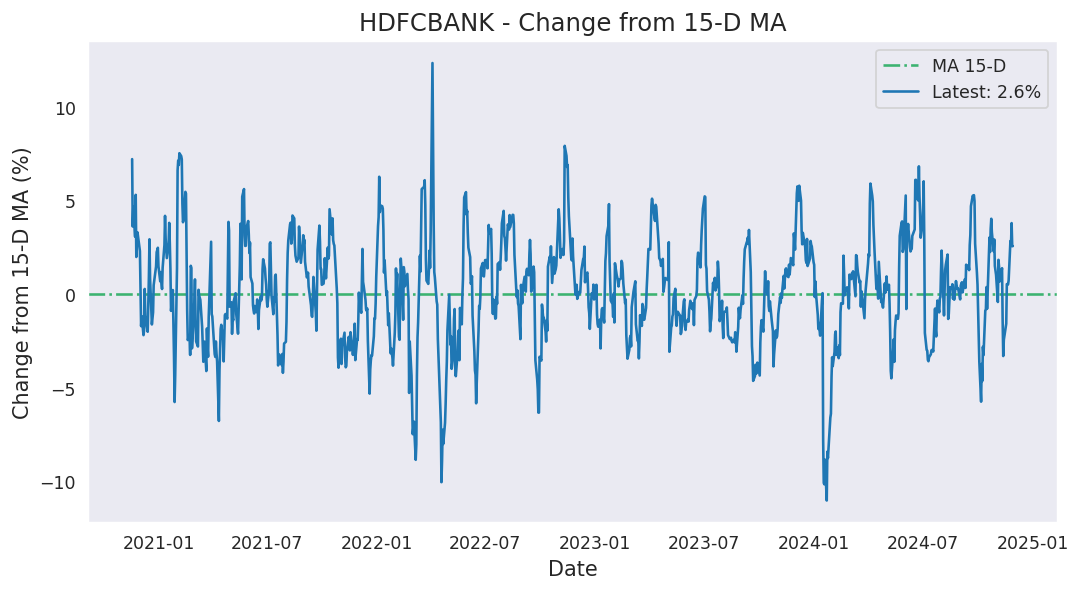 HDFCBANK - Change from 15-D MA
MA 15-D
Latest: 2.6%
Change from 15-D MA (%)
10
5
0
−5
−10
2021-01
2021-07
2022-01
2022-07
2023-01
2023-07
2024-01
2024-07
2025-01
Date